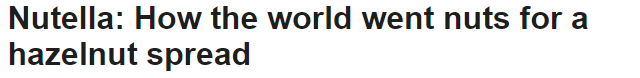 Nutella: How the world went nuts for a
hazelnut spread